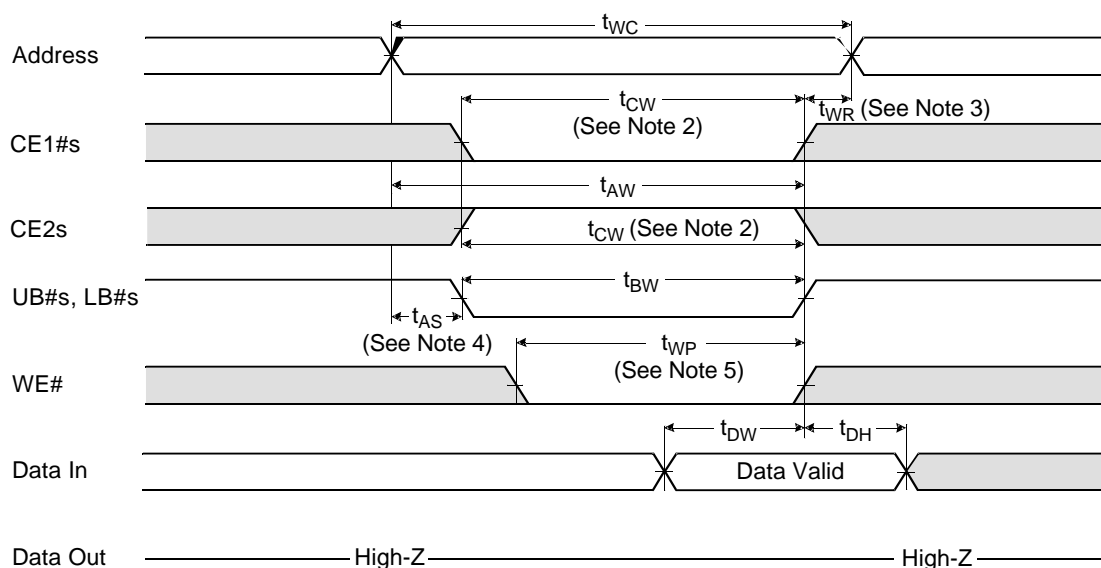 tWC
Address
tCW
(See Note 2)
tWR (See Note 3)
CE1#s
tAW
CE2s
tCW (See Note 2)
UB#s, LB#s
tBW
tAS
(See Note 4)
tWP
(See Note 5)
WE#
tDW
tDH
Data In
Data Valid
Data Out
High-Z
High-Z